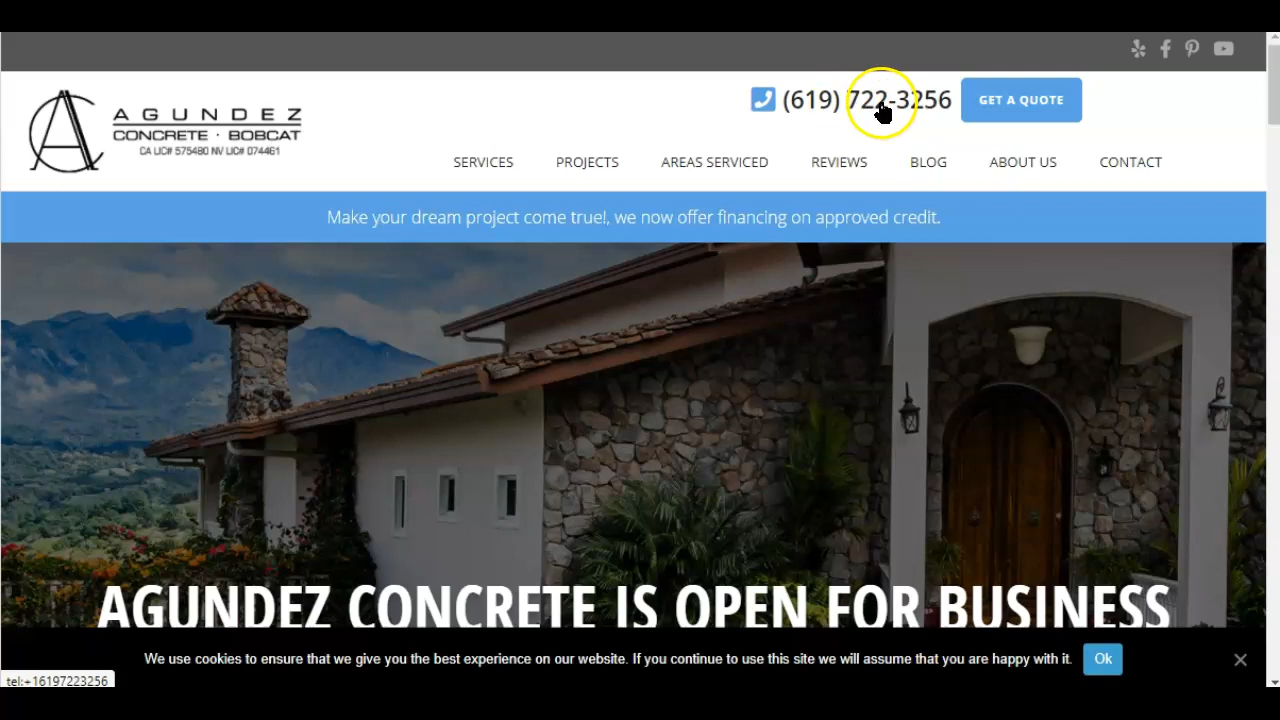 (619) 722-3256
GET A QUOTE
AGUNDEZ
CONCRETE · BOBCAT
CA LIC# 575480 NV LIC# 074461
SERVICES PROJECTS AREAS SERVICED REVIEWS BLOG ABOUT US CONTACT
Make your dream project come true!, we now offer financing on approved credit.
AGUNDEZ CONCRETE IS OPEN FOR BUSINESS
We use cookies to ensure that we give you the best experience on our website. If you continue to use this site we will assume that you are happy with it. Ok
tel:+16197223256